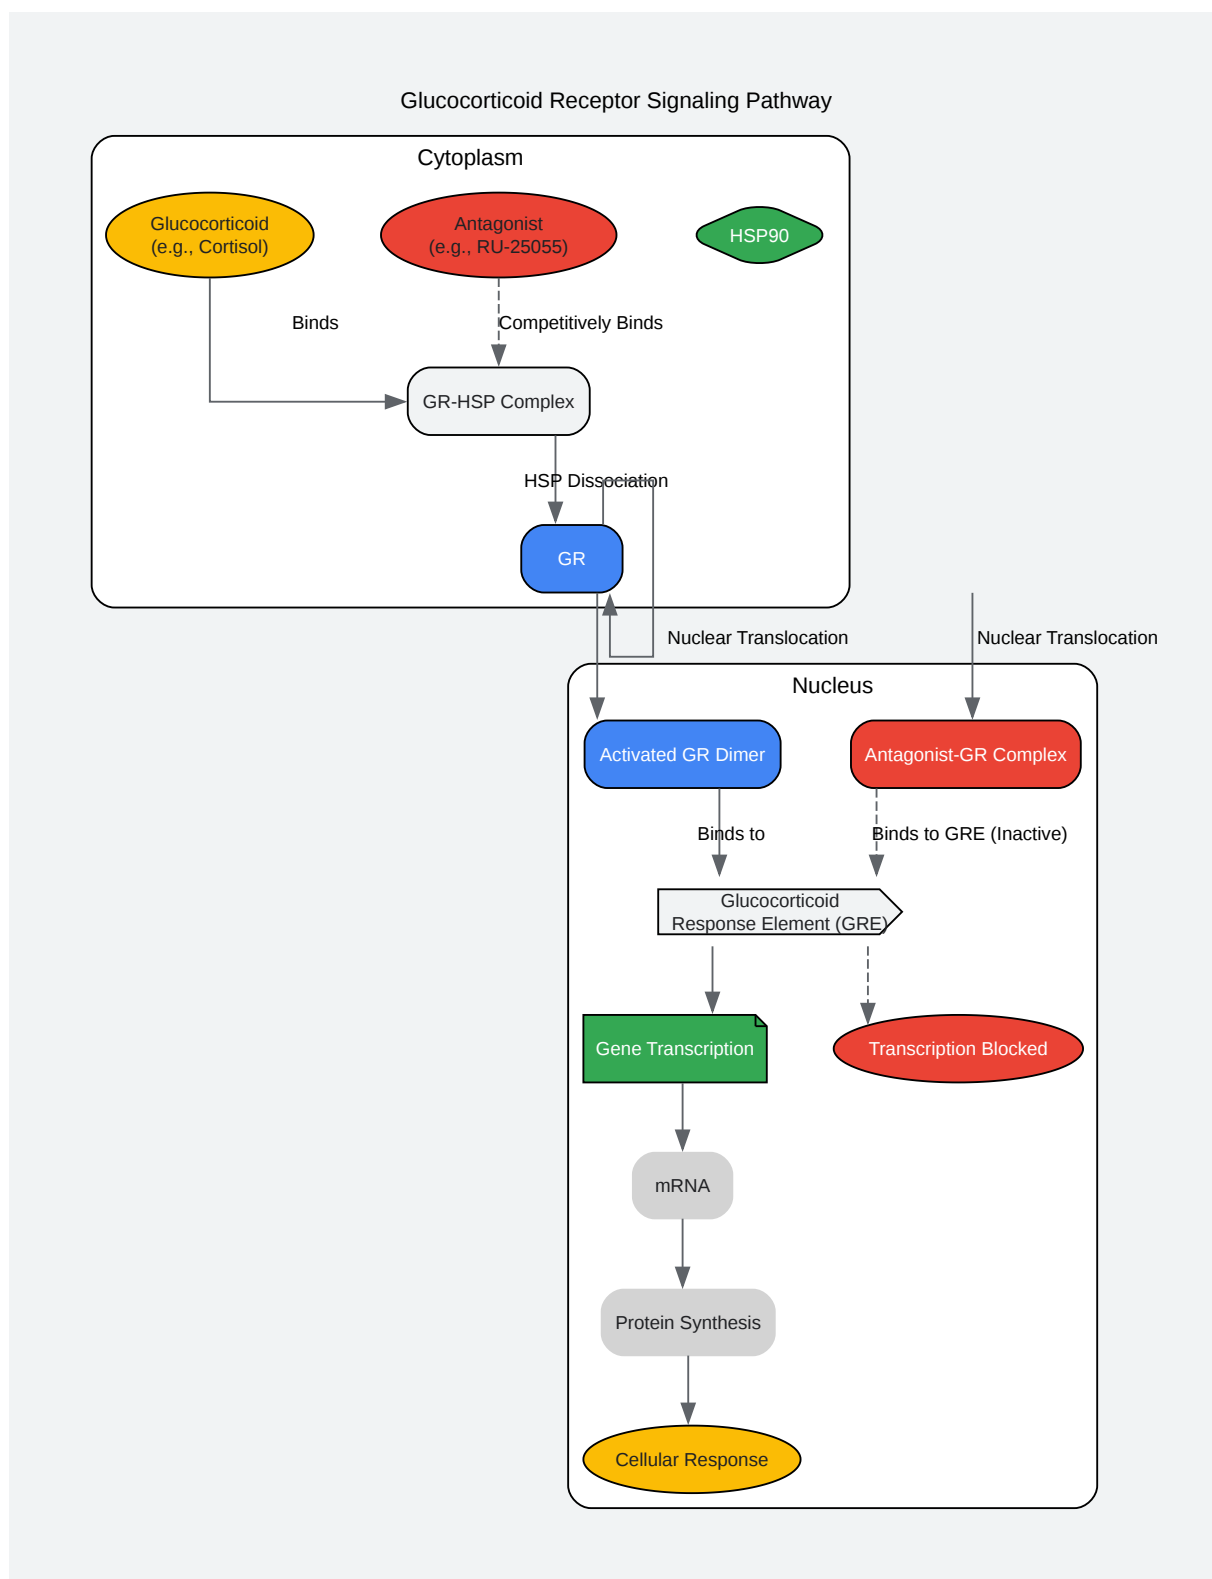 Glucocorticoid Receptor Signaling Pathway
Cytoplasm
Glucocorticoid
(e.g., Cortisol)
Antagonist
(e.g., RU-25055)
HSP90
Binds
Competitively Binds
GR-HSP Complex
HSP Dissociation
GR
Nuclear Translocation
Nuclear Translocation
Nucleus
Activated GR Dimer
Antagonist-GR Complex
Binds to
Binds to GRE (Inactive)
Glucocorticoid
Response Element (GRE)
Gene Transcription
Transcription Blocked
mRNA
Protein Synthesis
Cellular Response